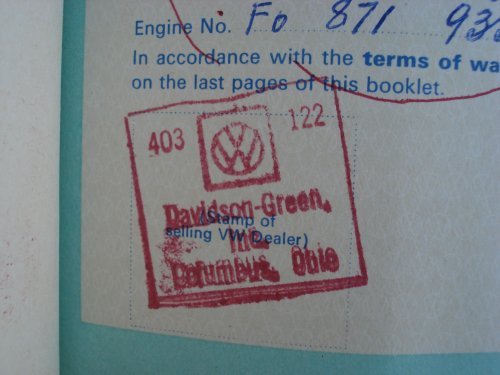 Engine No. Fo 871
In accordance with the terms of wa
on the last pages of this booklet.
403 VW 122
Davidson-Green,
(Stamp of
Inc.
selling VW Dealer)
Columbus, Ohio